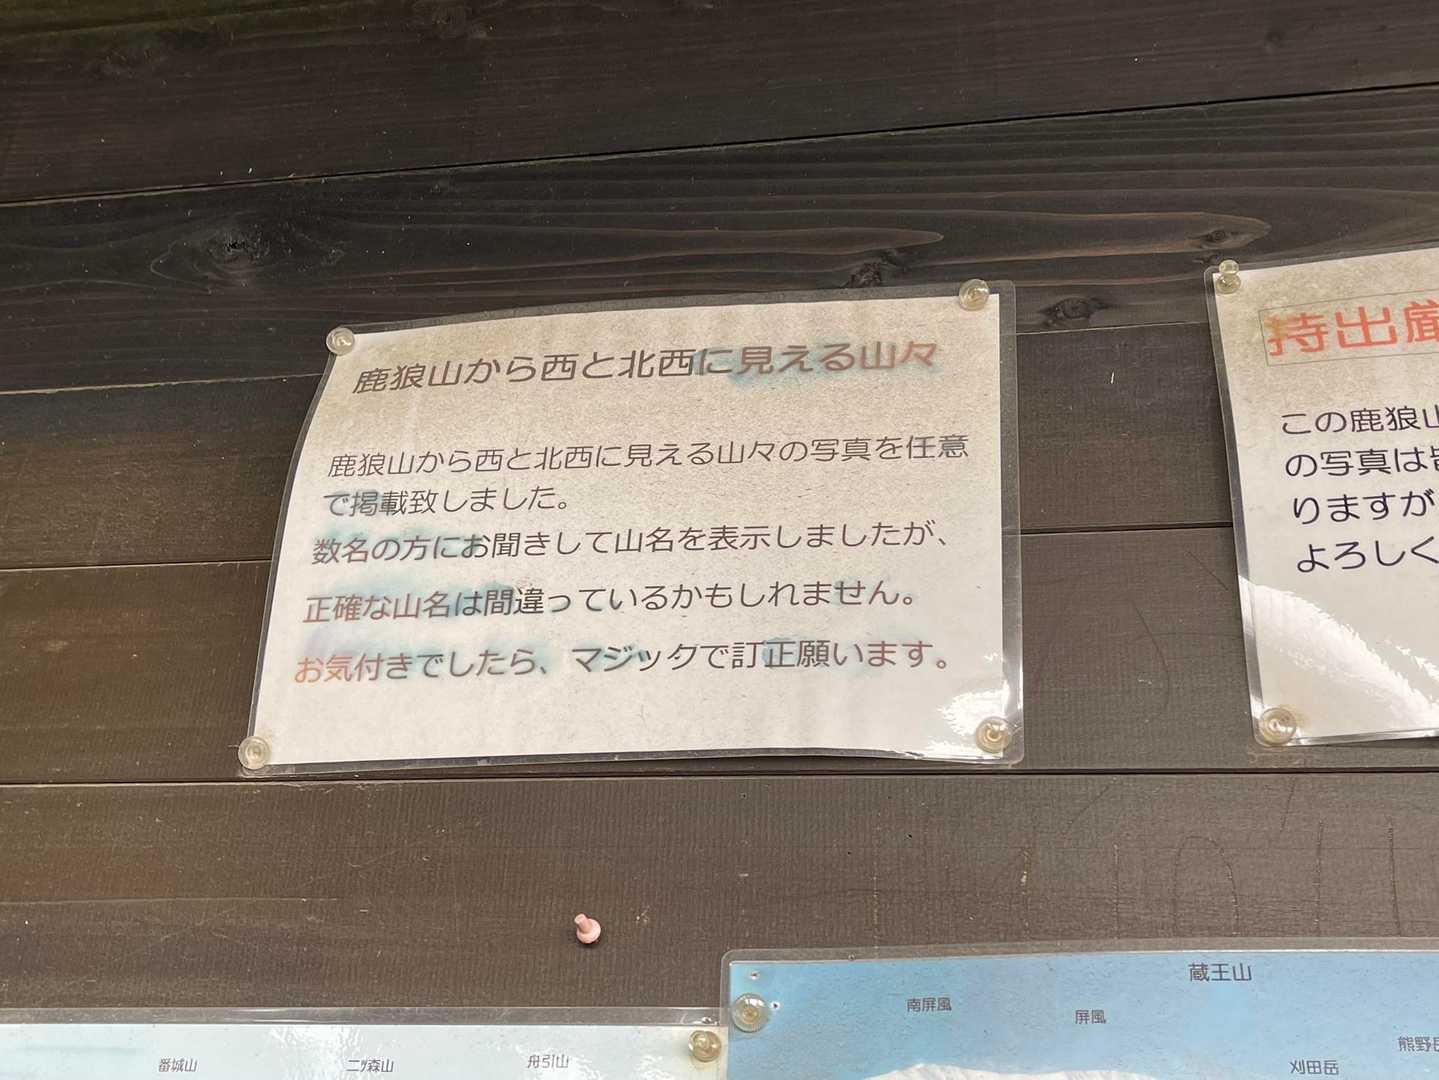 鹿狼山から西と北西に見える山々
鹿狼山から西と北西に見える山々の写真を任意
で掲載致しました。
数名の方にお聞きして山名を表示しましたが、
正確な山名は間違っているかもしれません。
お気付きでしたら、マジックで訂正願います。
持出厳
この鹿狼山
の写真は皆
りますが
よろしく
蔵王山
南屏風
屏風
熊野岳
刈田岳
番城山
二ツ森山
舟引山